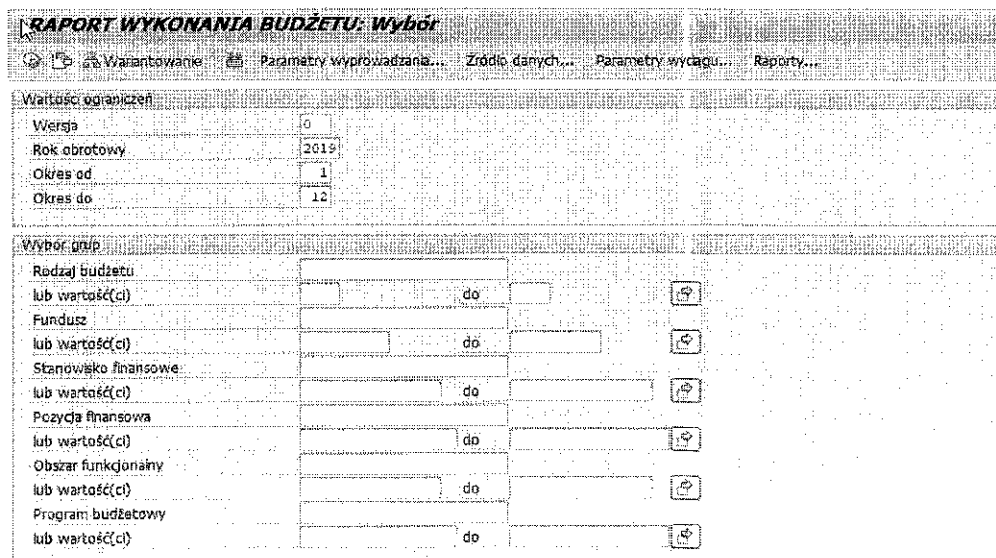 RAPORT WYKONANIA BUDŻETU: Wybór
Warantowanie Parametry wyprowadzania... Źródło danych... Parametry wyciągu... Raporty...
Wartości ograniczeń
Wersja 0
Rok obrotowy 2019
Okres od 1
Okres do 12
Wybór grup
Rodzaj budżetu
lub wartość(ci) do
Fundusz
lub wartość(ci) do
Stanowisko finansowe
lub wartość(ci) do
Pozycja finansowa
lub wartość(ci) do
Obszar funkcjonalny
lub wartość(ci) do
Program budżetowy
lub wartość(ci) do